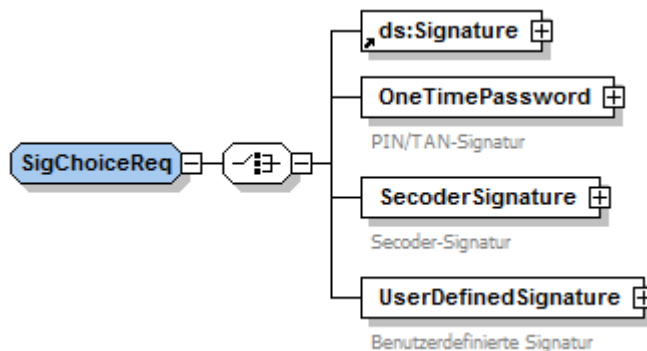 ds:Signature
OneTimePassword
PIN/TAN-Signatur
SigChoiceReq
SecoderSignature
Secoder-Signatur
UserDefinedSignature
Benutzerdefinierte Signatur